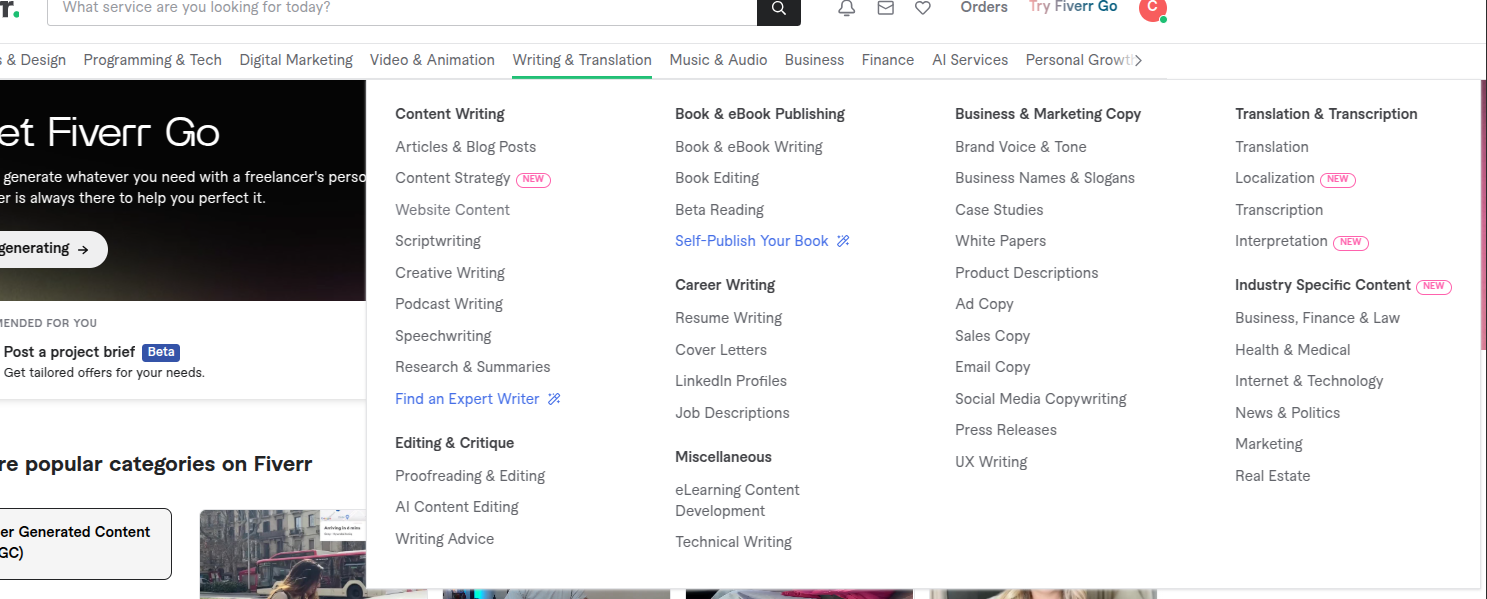 r.
What service are you looking for today?
Orders
Try Fiverr Go
C
& Design
Programming & Tech
Digital Marketing
Video & Animation
Writing & Translation
Music & Audio
Business
Finance
AI Services
Personal Growth
et Fiverr Go
generate whatever you need with a freelancer's perso
er is always there to help you perfect it.
generating →
MENDED FOR YOU
Post a project brief Beta
Get tailored offers for your needs.
re popular categories on Fiverr
er Generated Content
GC)
Arriving in 6 mins
Content Writing
Articles & Blog Posts
Content Strategy NEW
Website Content
Scriptwriting
Creative Writing
Podcast Writing
Speechwriting
Research & Summaries
Find an Expert Writer
Editing & Critique
Proofreading & Editing
AI Content Editing
Writing Advice
Book & eBook Publishing
Book & eBook Writing
Book Editing
Beta Reading
Self-Publish Your Book
Career Writing
Resume Writing
Cover Letters
LinkedIn Profiles
Job Descriptions
Miscellaneous
eLearning Content
Development
Technical Writing
Business & Marketing Copy
Brand Voice & Tone
Business Names & Slogans
Case Studies
White Papers
Product Descriptions
Ad Copy
Sales Copy
Email Copy
Social Media Copywriting
Press Releases
UX Writing
Translation & Transcription
Translation
Localization NEW
Transcription
Interpretation NEW
Industry Specific Content NEW
Business, Finance & Law
Health & Medical
Internet & Technology
News & Politics
Marketing
Real Estate